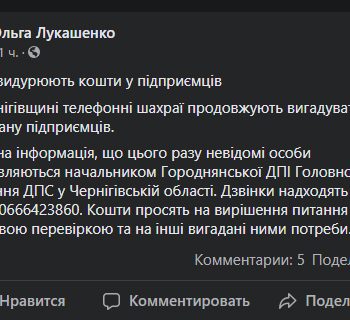 Ольга Лукашенко
1 ч. ·
видурюють кошти у підприємців
нігівщині телефонні шахраї продовжують вигадуват
ану підприємців.
на інформація, що цього разу невідомі особи
вляються начальником Городнянської ДПІ Головно
ння ДПС у Чернігівській області. Дзвінки надходять
0666423860. Кошти просять на вирішення питання
вою перевіркою та на інші вигадані ними потреби.
Комментарии: 5 Подел
Нравится Комментировать Подел